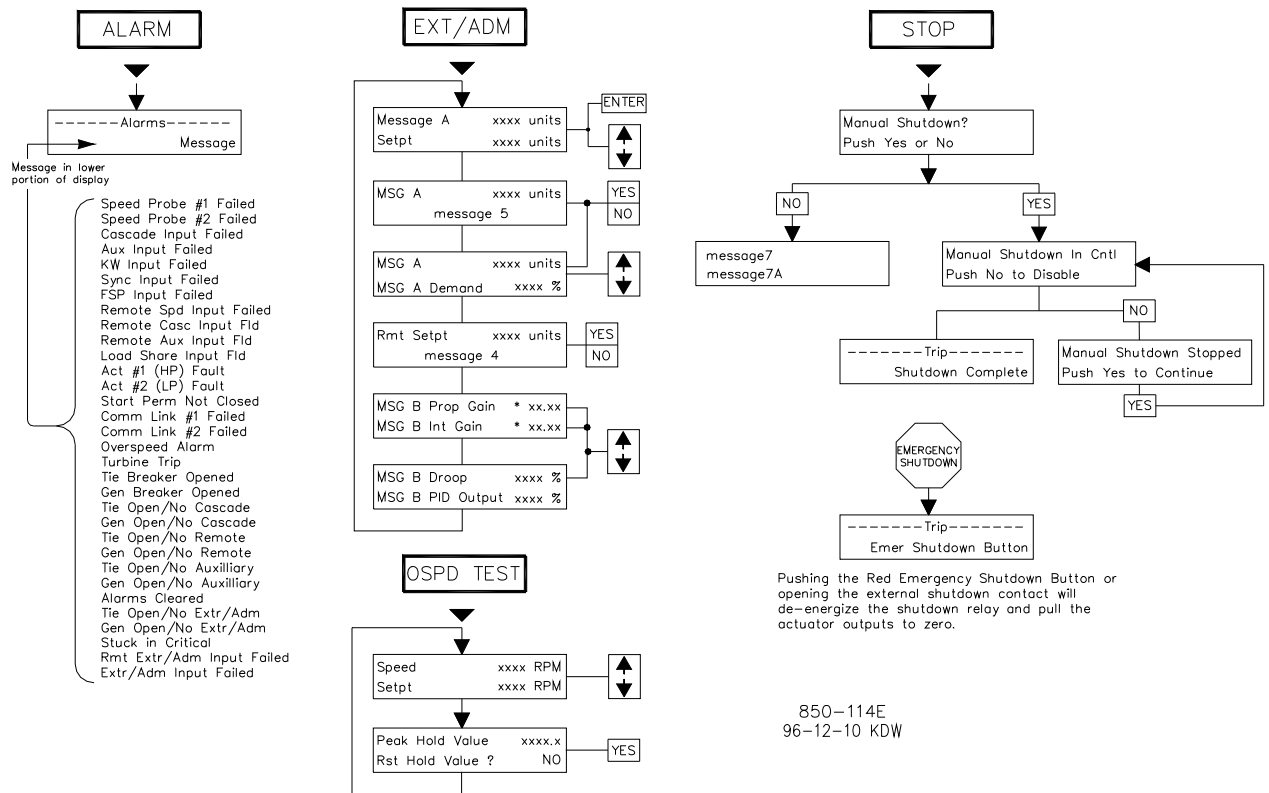 ALARM
------Alarms------
Message
Message in lower
portion of display
Speed Probe #1 Failed
Speed Probe #2 Failed
Cascade Input Failed
Aux Input Failed
KW Input Failed
Sync Input Failed
FSP Input Failed
Remote Spd Input Failed
Remote Casc Input Fld
Remote Aux Input Fld
Load Share Input Fld
Act #1 (HP) Fault
Act #2 (LP) Fault
Start Perm Not Closed
Comm Link #1 Failed
Comm Link #2 Failed
Overspeed Alarm
Turbine Trip
Tie Breaker Opened
Gen Breaker Opened
Tie Open/No Cascade
Gen Open/No Cascade
Tie Open/No Remote
Gen Open/No Remote
Tie Open/No Auxilliary
Gen Open/No Auxilliary
Alarms Cleared
Tie Open/No Extr/Adm
Gen Open/No Extr/Adm
Stuck in Critical
Rmt Extr/Adm Input Failed
Extr/Adm Input Failed
EXT/ADM
Message A xxxx units
Setpt xxxx units
ENTER
MSG A xxxx units
message 5
YES
NO
MSG A xxxx units
MSG A Demand xxxx %
Rmt Setpt xxxx units
message 4
YES
NO
MSG B Prop Gain * xx.xx
MSG B Int Gain * xx.xx
MSG B Droop xxxx %
MSG B PID Output xxxx %
OSPD TEST
Speed xxxx RPM
Setpt xxxx RPM
Peak Hold Value xxxx.x
Rst Hold Value ? NO
YES
STOP
Manual Shutdown?
Push Yes or No
NO
YES
message7
message7A
Manual Shutdown In Cntl
Push No to Disable
NO
--------Trip--------
Shutdown Complete
Manual Shutdown Stopped
Push Yes to Continue
YES
EMERGENCY
SHUTDOWN
--------Trip--------
Emer Shutdown Button
Pushing the Red Emergency Shutdown Button or
opening the external shutdown contact will
de-energize the shutdown relay and pull the
actuator outputs to zero.
850-114E
96-12-10 KDW